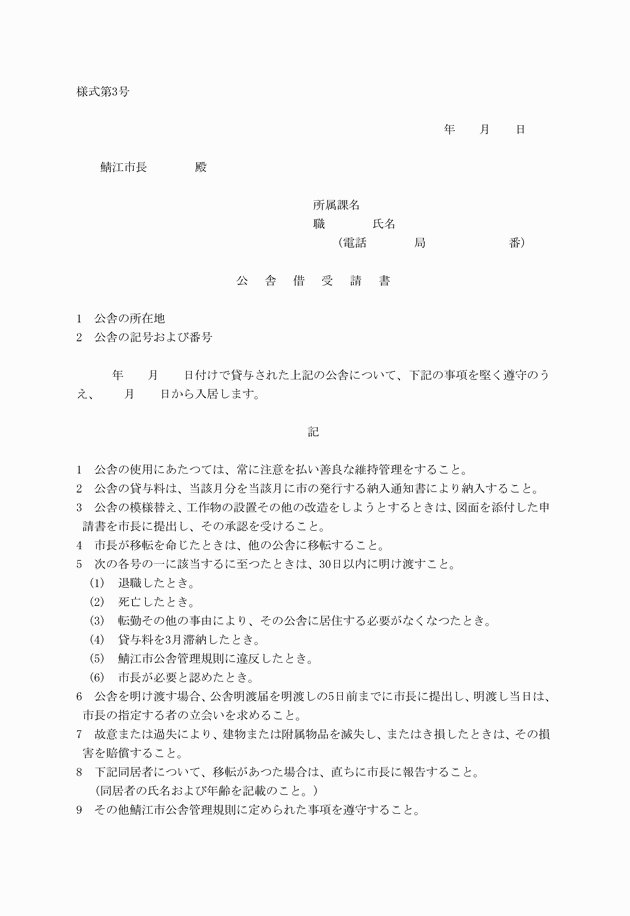 様式第3号
年　　月　　日
鯖江市長　　　　殿
所属課名
職　　　　氏名
(電話　　　　局　　　　　　　番)
公　舎　借　受　請　書
1　公舎の所在地
2　公舎の記号および番号
年　　月　　日付けで貸与された上記の公舎について、下記の事項を堅く遵守のう
え、　　月　　日から入居します。
記
1　公舎の使用にあたつては、常に注意を払い善良な維持管理をすること。
2　公舎の貸与料は、当該月分を当該月に市の発行する納入通知書により納入すること。
3　公舎の模様替え、工作物の設置その他の改造をしようとするときは、図面を添付した申
請書を市長に提出し、その承認を受けること。
4　市長が移転を命じたときは、他の公舎に移転すること。
5　次の各号の一に該当するに至つたときは、30日以内に明け渡すこと。
(1)　退職したとき。
(2)　死亡したとき。
(3)　転勤その他の事由により、その公舎に居住する必要がなくなつたとき。
(4)　貸与料を3月滞納したとき。
(5)　鯖江市公舎管理規則に違反したとき。
(6)　市長が必要と認めたとき。
6　公舎を明け渡す場合、公舎明渡届を明渡しの5日前までに市長に提出し、明渡し当日は、
市長の指定する者の立会いを求めること。
7　故意または過失により、建物または附属物品を滅失し、またはき損したときは、その損
害を賠償すること。
8　下記同居者について、移転があつた場合は、直ちに市長に報告すること。
(同居者の氏名および年齢を記載のこと。)
9　その他鯖江市公舎管理規則に定められた事項を遵守すること。